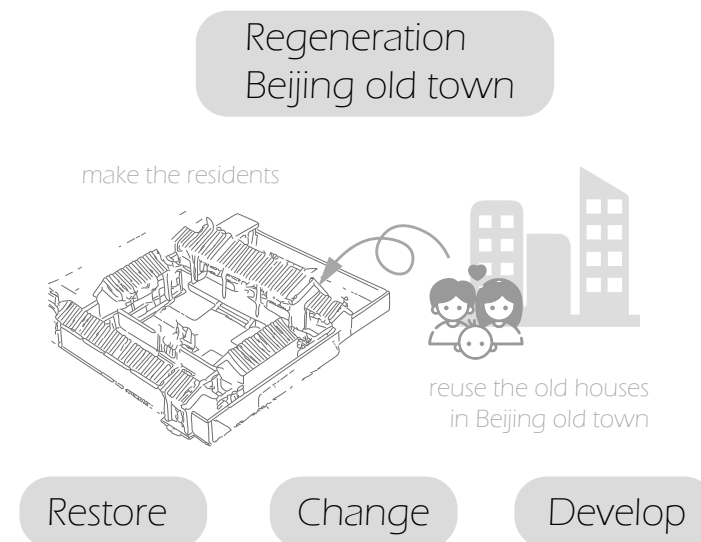 Regeneration
Beijing old town
make the residents
reuse the old houses
in Beijing old town
Restore
Change
Develop